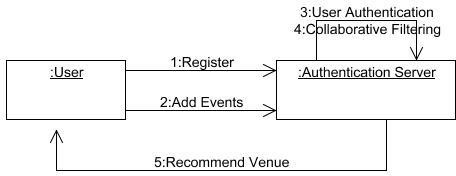 3:User Authentication
4:Collaborative Filtering
1:Register
:User
:Authentication Server
2:Add Events
5:Recommend Venue